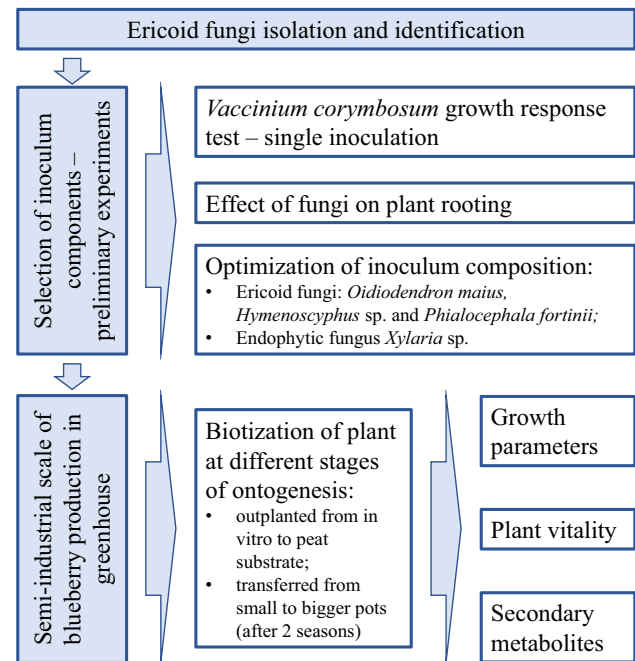 Ericoid fungi isolation and identification
Selection of inoculum
components –
preliminary experiments
Vaccinium corymbosum growth response
test – single inoculation
Effect of fungi on plant rooting
Optimization of inoculum composition:
• Ericoid fungi: Oidiodendron maius,
Hymenoscyphus sp. and Phialocephala fortinii;
• Endophytic fungus Xylaria sp.
Semi-industrial scale of
blueberry production in
greenhouse
Biotization of plant
at different stages
of ontogenesis:
• outplanted from in
vitro to peat
substrate;
• transferred from
small to bigger pots
(after 2 seasons)
Growth
parameters
Plant vitality
Secondary
metabolites